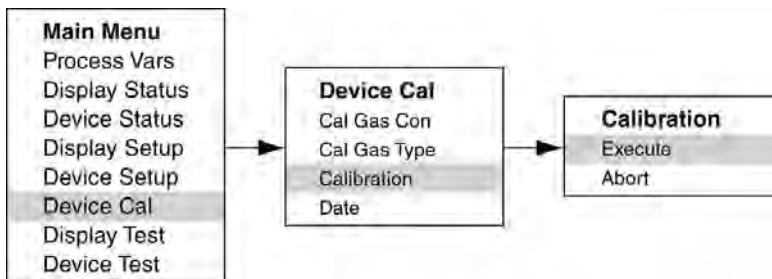 Main Menu
Process Vars
Display Status
Device Status
Display Setup
Device Setup
Device Cal
Display Test
Device Test
Device Cal
Cal Gas Con
Cal Gas Type
Calibration
Date
Calibration
Execute
Abort